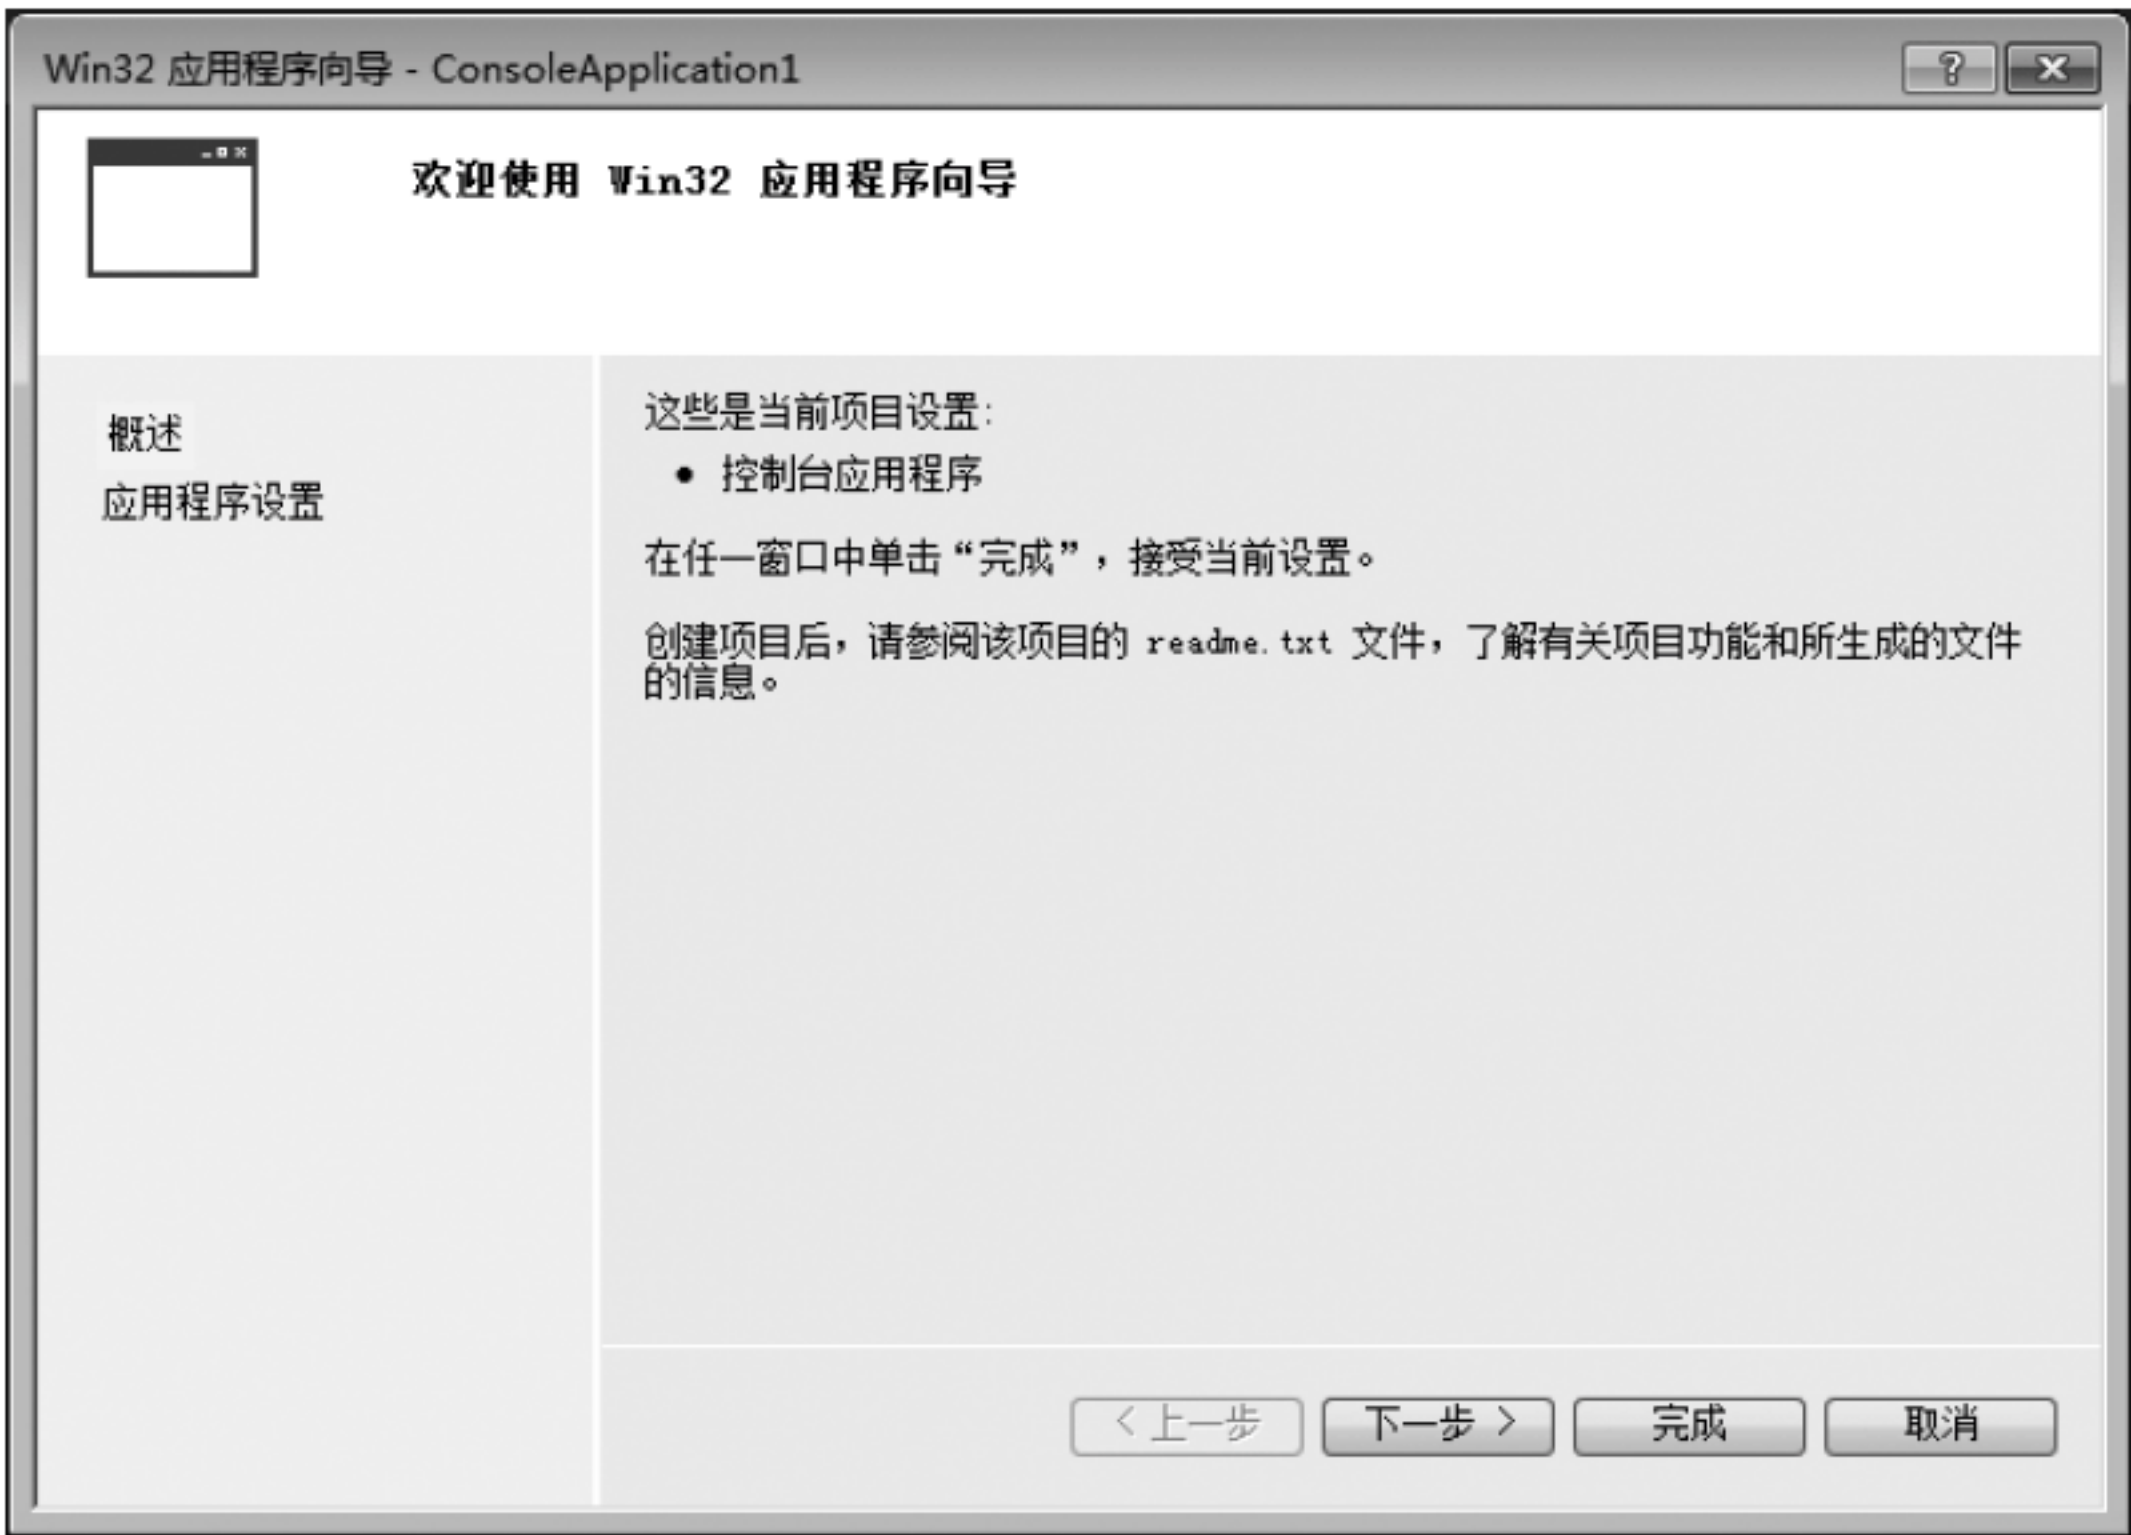 Win32 应用程序向导 - ConsoleApplication1
欢迎使用 Win32 应用程序向导
概述
应用程序设置
这些是当前项目设置:
• 控制台应用程序
在任一窗口中单击“完成”，接受当前设置。
创建项目后，请参阅该项目的 readme.txt 文件，了解有关项目功能和所生成的文件
的信息。
< 上一步
下一步 >
完成
取消